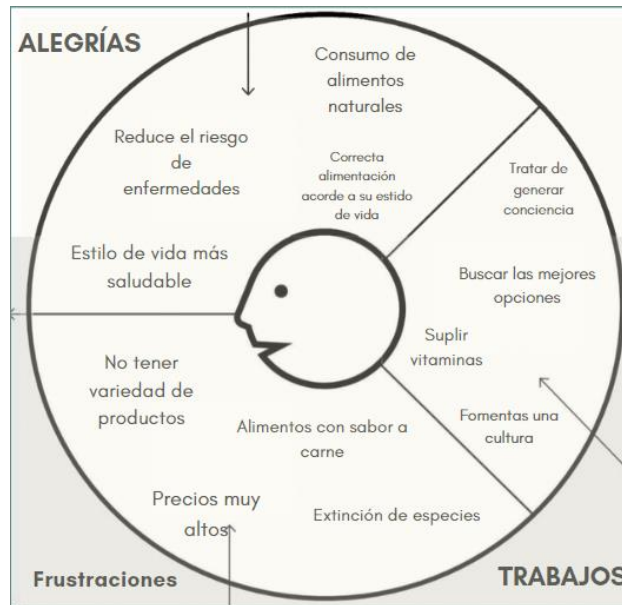 ALEGRÍAS
Consumo de
alimentos
naturales
Reduce el riesgo
de
enfermedades
Correcta
alimentación
acorde a su estido
de vida
Estilo de vida más
saludable
Tratar de
generar
conciencia
Buscar las mejores
opciones
Suplir
vitaminas
Fomentas una
cultura
No tener
variedad de
productos
Alimentos con sabor a
carne
Precios muy
altos
Extinción de especies
Frustraciones
TRABAJOS